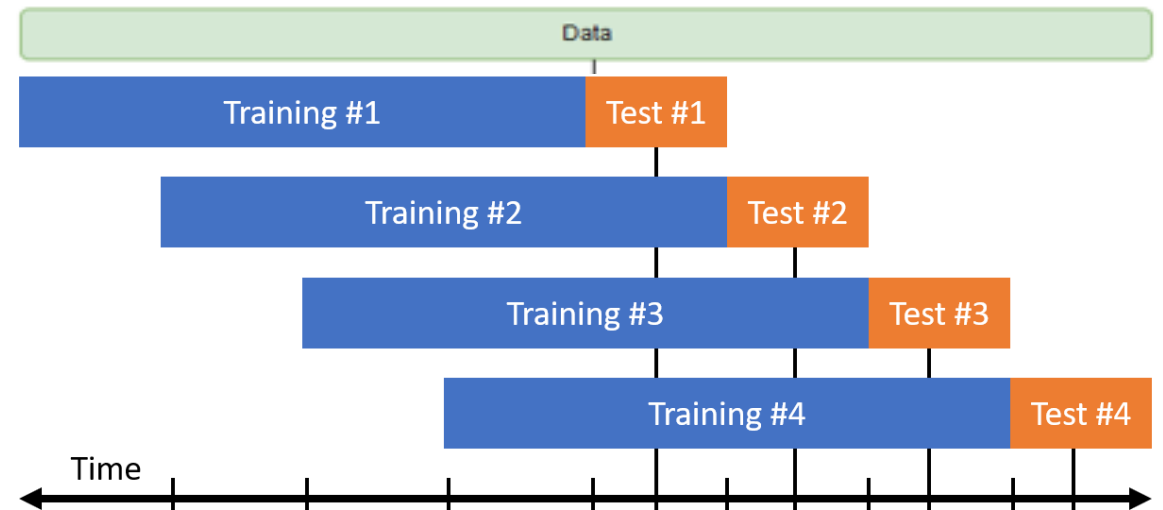 Data
Training #1
Test #1
Training #2
Test #2
Training #3
Test #3
Training #4
Test #4
Time